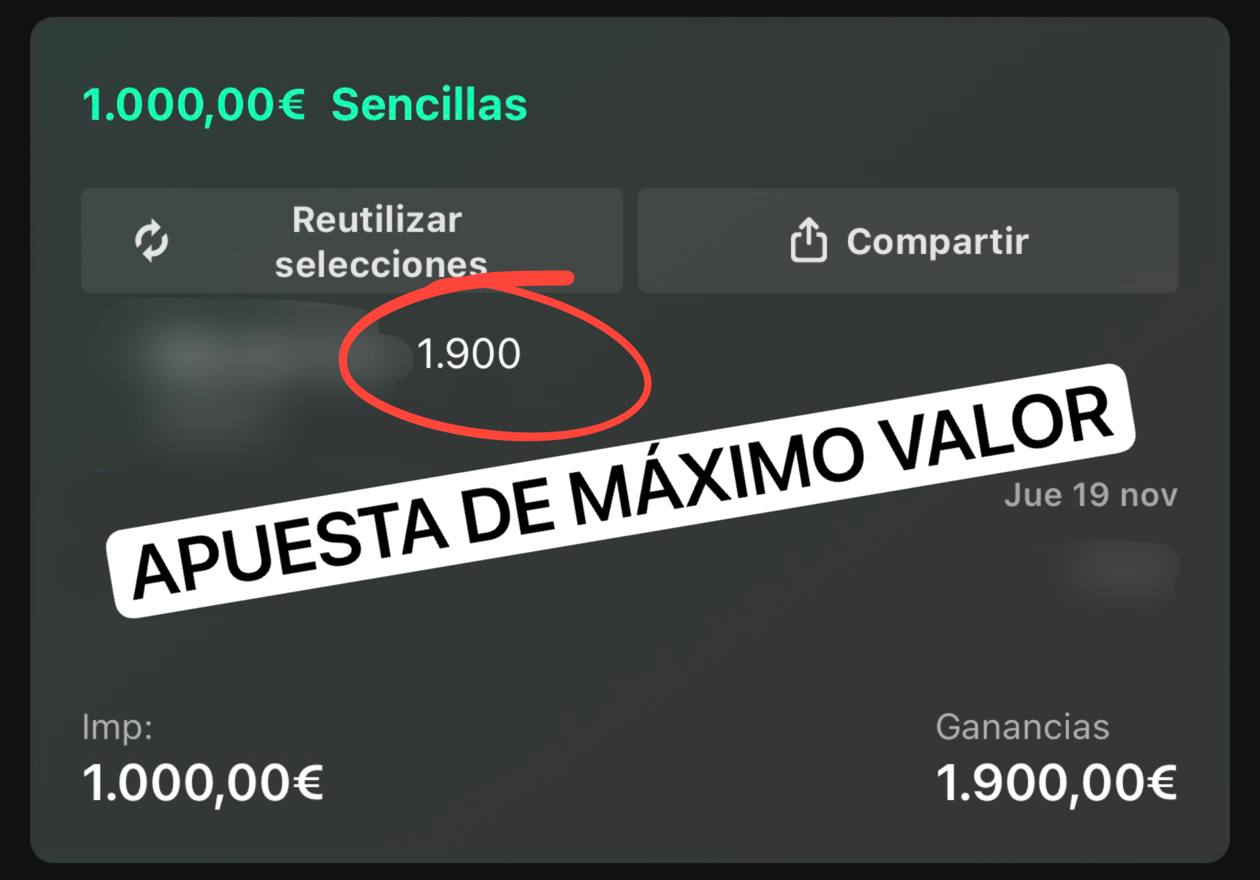 1.000,00€ Sencillas
Reutilizar
selecciones
Compartir
1.900
APUESTA DE MÁXIMO VALOR
Jue 19 nov
Imp:
1.000,00€
Ganancias
1.900,00€